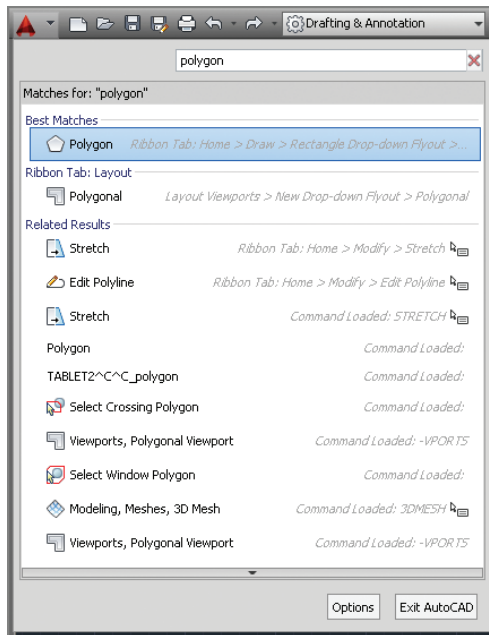 Drafting & Annotation
polygon
Matches for: "polygon"
Best Matches
Polygon Ribbon Tab: Home > Draw > Rectangle Drop-down Flyout >...
Ribbon Tab: Layout
Polygonal Layout Viewports > New Drop-down Flyout > Polygonal
Related Results
Stretch Ribbon Tab: Home > Modify > Stretch
Edit Polyline Ribbon Tab: Home > Modify > Edit Polyline
Stretch Command Loaded: STRETCH
Polygon Command Loaded:
TABLET2^C^C_polygon Command Loaded:
Select Crossing Polygon Command Loaded:
Viewports, Polygonal Viewport Command Loaded: -VPORTS
Select Window Polygon Command Loaded:
Modeling, Meshes, 3D Mesh Command Loaded: 3DMESH
Viewports, Polygonal Viewport Command Loaded: -VPORTS
Options Exit AutoCAD